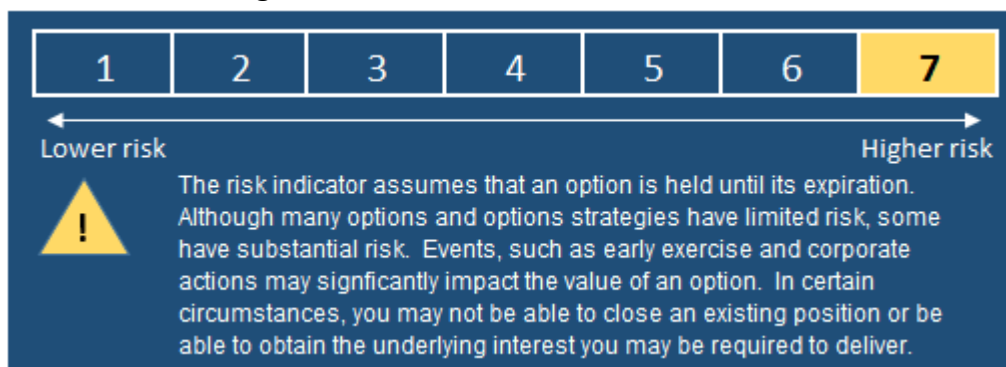 1 2 3 4 5 6 7
Lower risk Higher risk
!
The risk indicator assumes that an option is held until its expiration.
Although many options and options strategies have limited risk, some
have substantial risk.  Events, such as early exercise and corporate
actions may signficantly impact the value of an option.  In certain
circumstances, you may not be able to close an existing position or be
able to obtain the underlying interest you may be required to deliver.